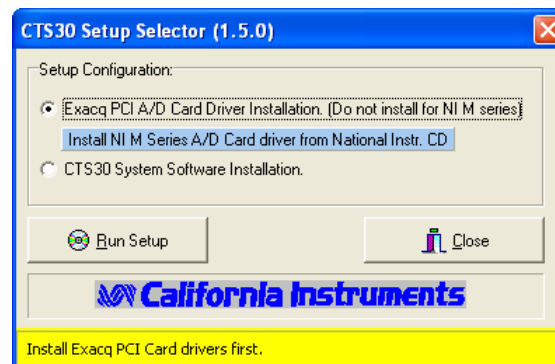 CTS30 Setup Selector (1.5.0)
Setup Configuration:
Exacq PCI A/D Card Driver Installation. (Do not install for NI M series)
Install NI M Series A/D Card driver from National Instr. CD
CTS30 System Software Installation.
Run Setup
Close
California Instruments
Install Exacq PCI Card drivers first.